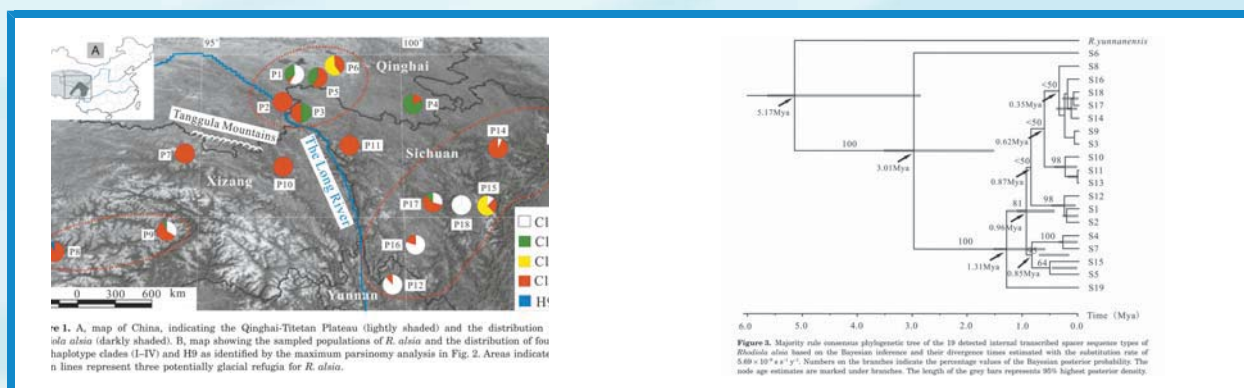 A
95°
100°
Qinghai
P1
P6
P5
P2
P3
P4
Tanggula Mountains
P7
P10
P11
P14
Sichuan
Xizang
The Long River
P17
P18
P15
P9
P8
P16
P12
Yunnan
0 300 600 km
Cl
Cl
Cl
Cl
H9
re 1. A, map of China, indicating the Qinghai-Titetan Plateau (lightly shaded) and the distribution
iola alsia (darkly shaded). B, map showing the sampled populations of R. alsia and the distribution of fou
haplotype clades (I–IV) and H9 as identified by the maximum parsinomy analysis in Fig. 2. Areas indicate
n lines represent three potentially glacial refugia for R. alsia.
R.yunnanensis
S6
S8
S16
S18
S17
S14
S9
S3
S10
S11
S13
S12
S1
S2
S4
S7
S15
S5
S19
5.17Mya
100
3.01Mya
100
1.31Mya
81
0.96Mya
<50
0.87Mya
<50
0.62Mya
<50
0.35Mya
98
98
100
0.85Mya
64
6.0 5.0 4.0 3.0 2.0 1.0 0.0
Time (Mya)
Figure 3. Majority rule consensus phylogenetic tree of the 19 detected internal transcribed spacer sequence types of
Rhodiola alsia based on the Bayesian inference and their divergence times estimated with the substitution rate of
5.69 × 10⁻⁹ s s⁻¹ y⁻¹. Numbers on the branches indicate the percentage values of the Bayesian posterior probability. The
node age estimates are marked under branches. The length of the grey bars represents 95% highest posterior density.